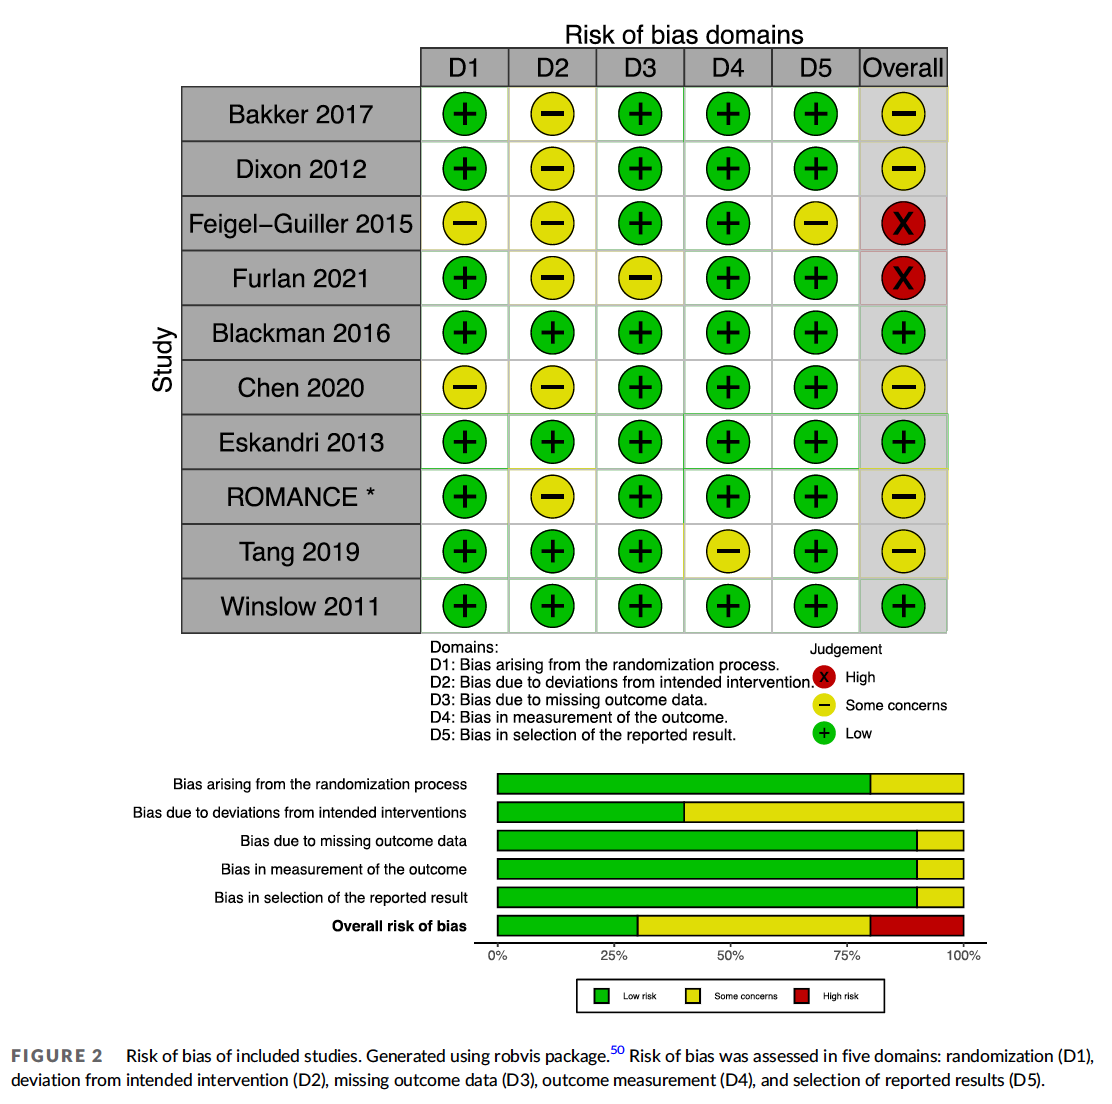 Risk of bias domains
D1 D2 D3 D4 D5 Overall
Study
Bakker 2017 + − + + + −
Dixon 2012 + − + + + −
Feigel−Guiller 2015 − − + + − X
Furlan 2021 + − − + + X
Blackman 2016 + + + + + +
Chen 2020 − − + + + −
Eskandri 2013 + + + + + +
ROMANCE * + − + + + −
Tang 2019 + + + − + −
Winslow 2011 + + + + + +
Domains:
D1: Bias arising from the randomization process.
D2: Bias due to deviations from intended intervention.
D3: Bias due to missing outcome data.
D4: Bias in measurement of the outcome.
D5: Bias in selection of the reported result.
Judgement
X High
− Some concerns
+ Low
Bias arising from the randomization process
Bias due to deviations from intended interventions
Bias due to missing outcome data
Bias in measurement of the outcome
Bias in selection of the reported result
Overall risk of bias
0% 25% 50% 75% 100%
Low risk Some concerns High risk
FIGURE 2 Risk of bias of included studies. Generated using robvis package.50 Risk of bias was assessed in five domains: randomization (D1),
deviation from intended intervention (D2), missing outcome data (D3), outcome measurement (D4), and selection of reported results (D5).